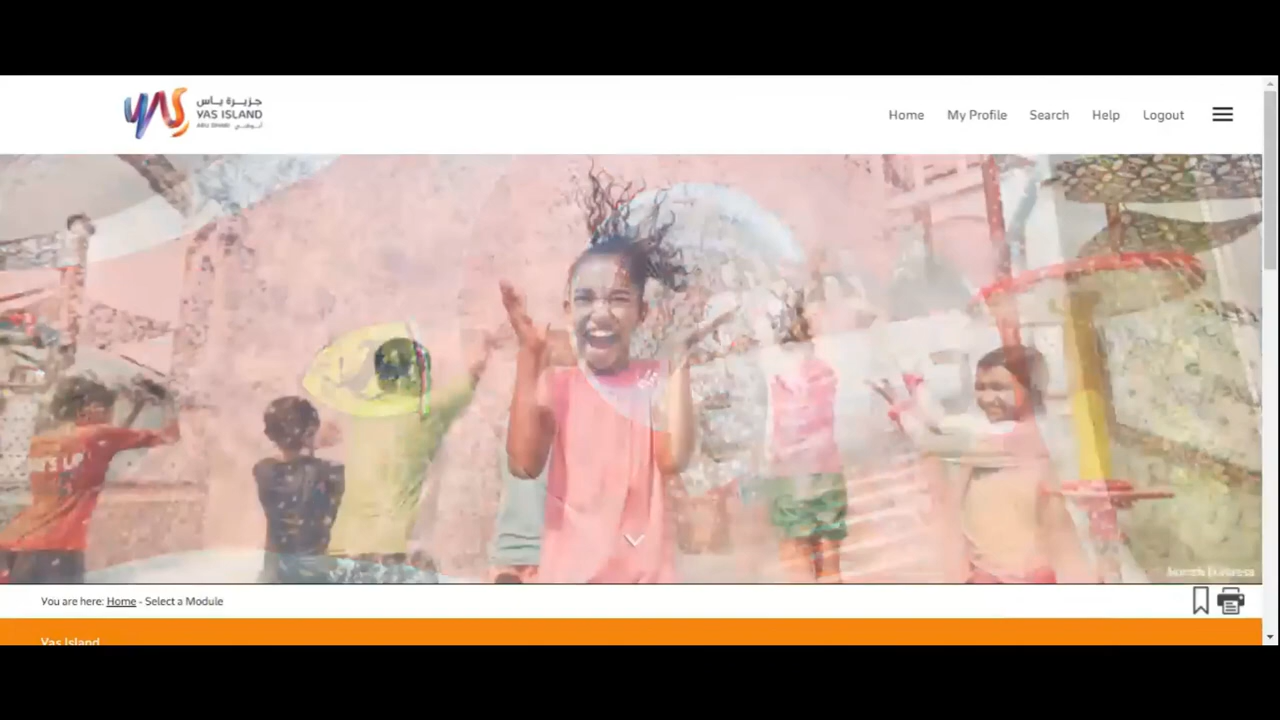 جزيرة ياس
YAS ISLAND
ABU DHABI أبوظبي
Home My Profile Search Help Logout
You are here: Home - Select a Module
Yas Island